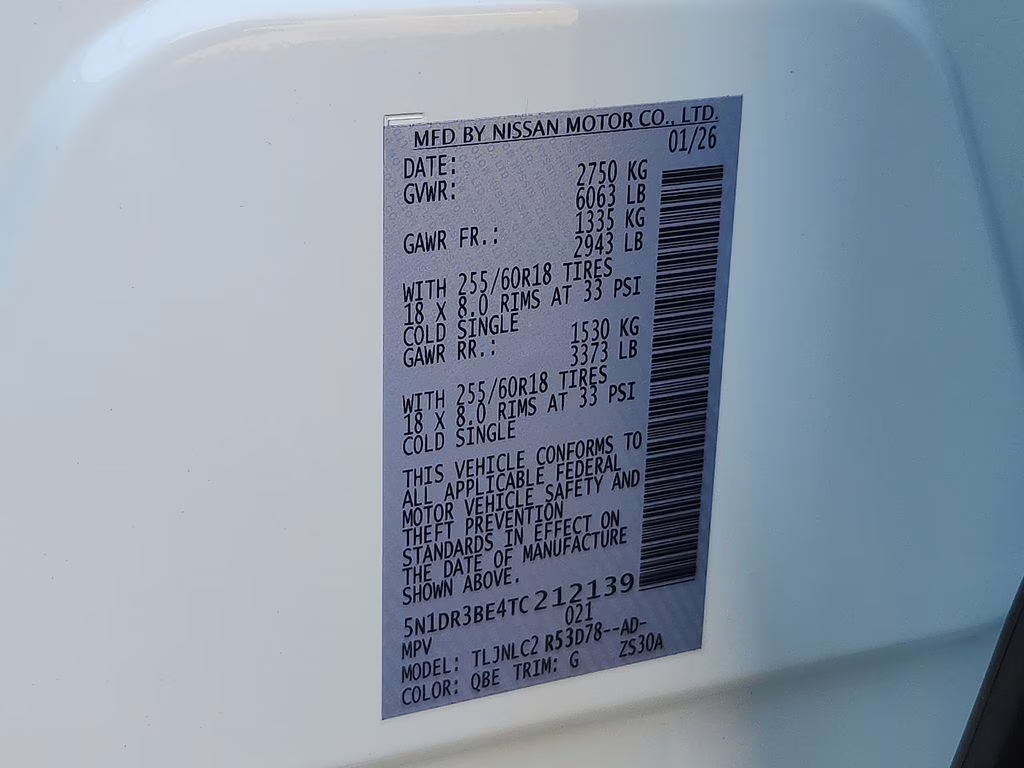 MFD BY NISSAN MOTOR CO., LTD.
DATE: 01/26
GVWR: 2750 KG
6063 LB
GAWR FR.: 1335 KG
2943 LB
WITH 255/60R18 TIRES
18 X 8.0 RIMS AT 33 PSI
COLD SINGLE
GAWR RR.: 1530 KG
3373 LB
WITH 255/60R18 TIRES
18 X 8.0 RIMS AT 33 PSI
COLD SINGLE
THIS VEHICLE CONFORMS TO
ALL APPLICABLE FEDERAL
MOTOR VEHICLE SAFETY AND
THEFT PREVENTION
STANDARDS IN EFFECT ON
THE DATE OF MANUFACTURE
SHOWN ABOVE.
5N1DR3BE4TC212139
MPV 021
MODEL: TLJNLC2 R53D78--AD-
COLOR: QBE TRIM: G ZS30A